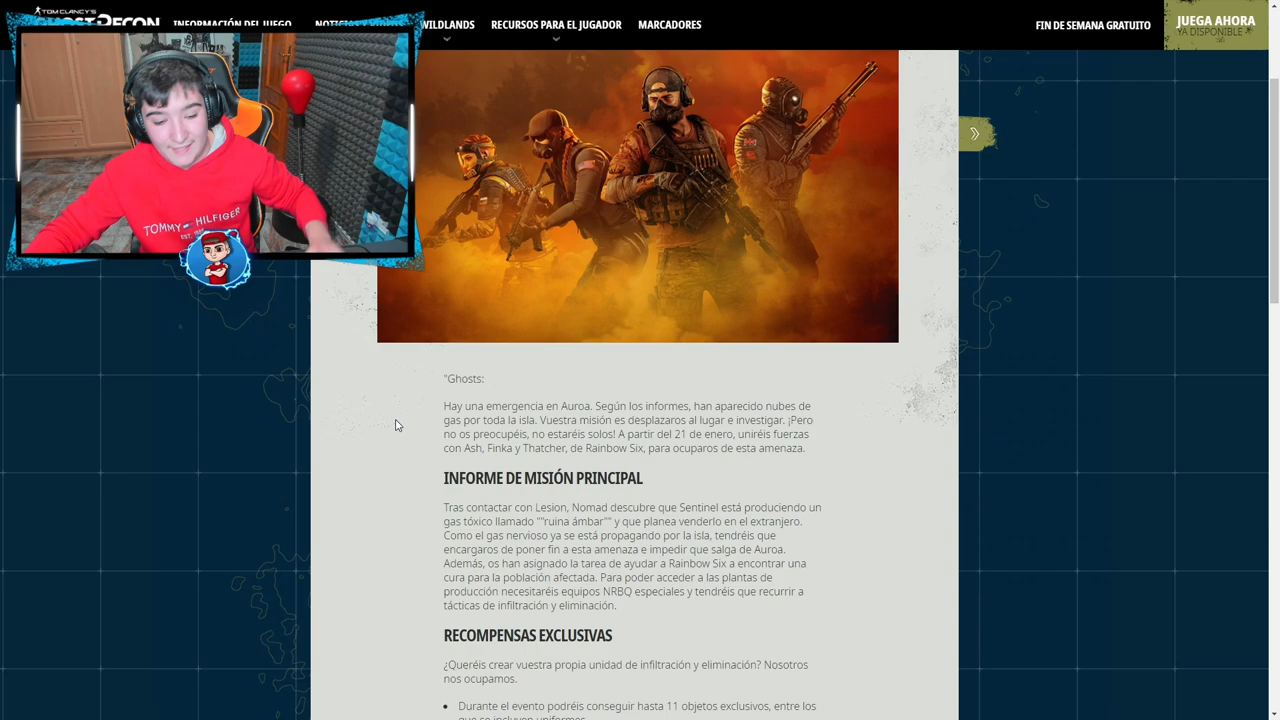 TOM CLANCY'S
INFORMACIÓN DEL JUEGO
WILDLANDS
RECURSOS PARA EL JUGADOR
MARCADORES
FIN DE SEMANA GRATUITO
JUEGA AHORA
YA DISPONIBLE
TOMMY HILFIGER
"Ghosts:
Hay una emergencia en Auroa. Según los informes, han aparecido nubes de
gas por toda la isla. Vuestra misión es desplazaros al lugar e investigar. ¡Pero
no os preocupéis, no estaréis solos! A partir del 21 de enero, uniréis fuerzas
con Ash, Finka y Thatcher, de Rainbow Six, para ocuparos de esta amenaza.
INFORME DE MISIÓN PRINCIPAL
Tras contactar con Lesion, Nomad descubre que Sentinel está produciendo un
gas tóxico llamado ""ruina ámbar"" y que planea venderlo en el extranjero.
Como el gas nervioso ya se está propagando por la isla, tendréis que
encargaros de poner fin a esta amenaza e impedir que salga de Auroa.
Además, os han asignado la tarea de ayudar a Rainbow Six a encontrar una
cura para la población afectada. Para poder acceder a las plantas de
producción necesitaréis equipos NRBQ especiales y tendréis que recurrir a
tácticas de infiltración y eliminación.
RECOMPENSAS EXCLUSIVAS
¿Queréis crear vuestra propia unidad de infiltración y eliminación? Nosotros
nos ocupamos.
• Durante el evento podréis conseguir hasta 11 objetos exclusivos, entre los
que se incluyen uniformes